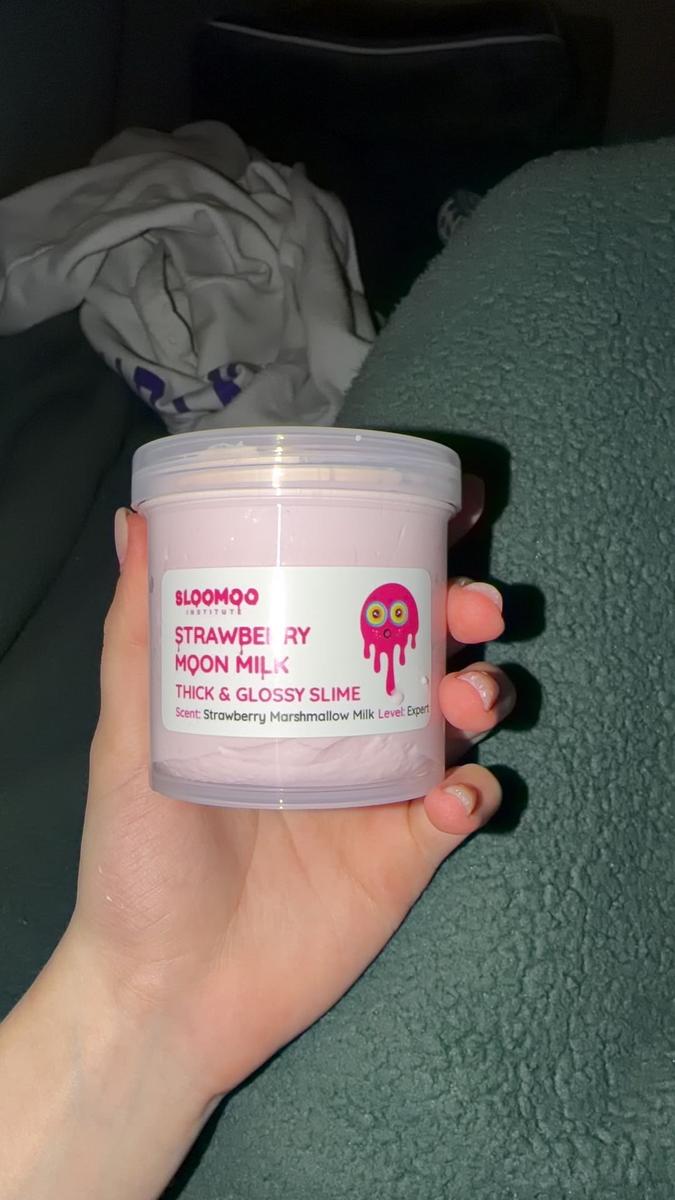 SLOOMOO
INSTITUTE
STRAWBERRY
MOON MILK
THICK & GLOSSY SLIME
Scent: Strawberry Marshmallow Milk Level: Expert